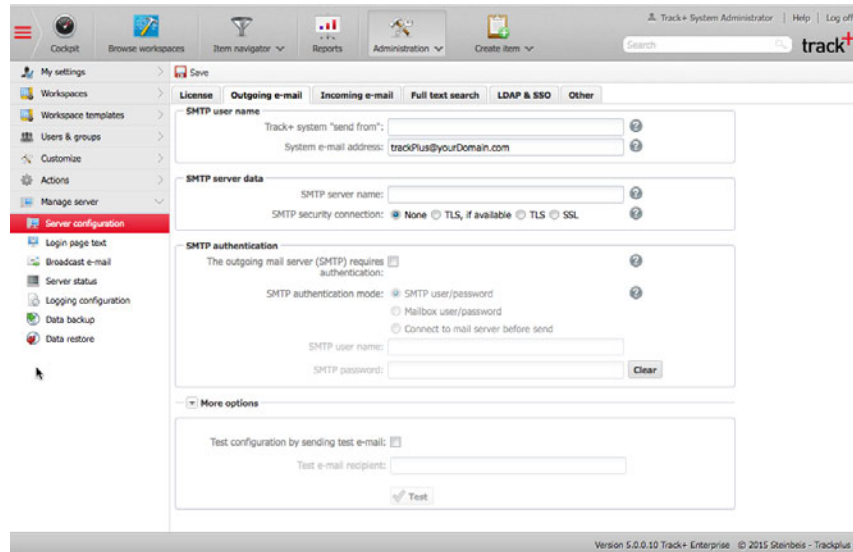 Track+ System Administrator | Help | Log off
Cockpit
Browse workspaces
Item navigator
Reports
Administration
Create item
Search
track+
My settings
Workspaces
Workspace templates
Users & groups
Customize
Actions
Manage server
Server configuration
Login page text
Broadcast e-mail
Server status
Logging configuration
Data backup
Data restore
Save
License
Outgoing e-mail
Incoming e-mail
Full text search
LDAP & SSO
Other
SMTP user name
Track+ system "send from":
System e-mail address: trackPlus@yourDomain.com
SMTP server data
SMTP server name:
SMTP security connection: None TLS, if available TLS SSL
SMTP authentication
The outgoing mail server (SMTP) requires
authentication:
SMTP authentication mode: SMTP user/password
Mailbox user/password
Connect to mail server before send
SMTP user name:
SMTP password:
Clear
More options
Test configuration by sending test e-mail:
Test e-mail recipient:
Test
Version 5.0.0.10 Track+ Enterprise © 2015 Steinbeis - Trackplus